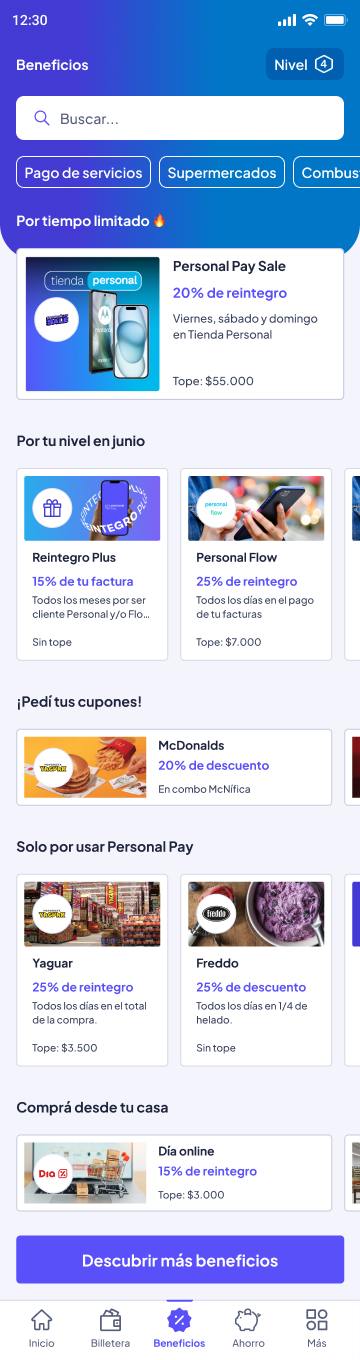 12:30
Beneficios
Nivel 4
Buscar...
Pago de servicios
Supermercados
Combus
Por tiempo limitado 🔥
tienda personal
Personal Pay Sale
20% de reintegro
Viernes, sábado y domingo
en Tienda Personal
Tope: $55.000
Por tu nivel en junio
REINTEGRO PLUS
Reintegro Plus
15% de tu factura
Todos los meses por ser
cliente Personal y/o Flo...
Sin tope
personal
flow
Personal Flow
25% de reintegro
Todos los días en el pago
de tu facturas
Tope: $7.000
¡Pedí tus cupones!
YAGUAR
McDonalds
20% de descuento
En combo McNífica
Solo por usar Personal Pay
YAGUAR
Yaguar
25% de reintegro
Todos los días en el total
de la compra.
Tope: $3.500
freddo
Freddo
25% de descuento
Todos los días en 1/4 de
helado.
Sin tope
Comprá desde tu casa
Dia %
Día online
15% de reintegro
Tope: $3.000
Descubrir más beneficios
Inicio
Billetera
Beneficios
Ahorro
Más